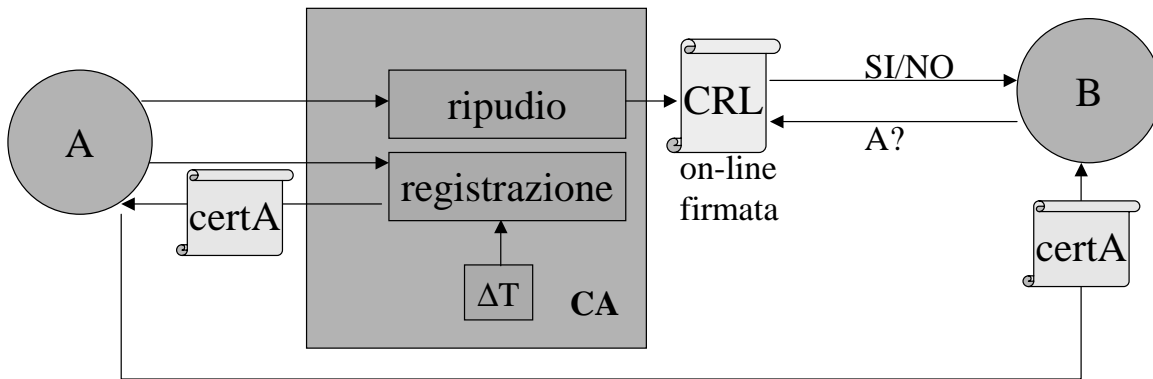 A
ripudio
registrazione
ΔT
CA
certA
CRL
on-line
firmata
SI/NO
A?
B
certA